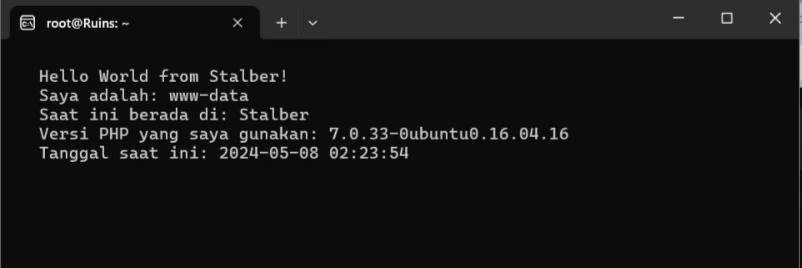 root@Ruins: ~
Hello World from Stalber!
Saya adalah: www-data
Saat ini berada di: Stalber
Versi PHP yang saya gunakan: 7.0.33-0ubuntu0.16.04.16
Tanggal saat ini: 2024-05-08 02:23:54